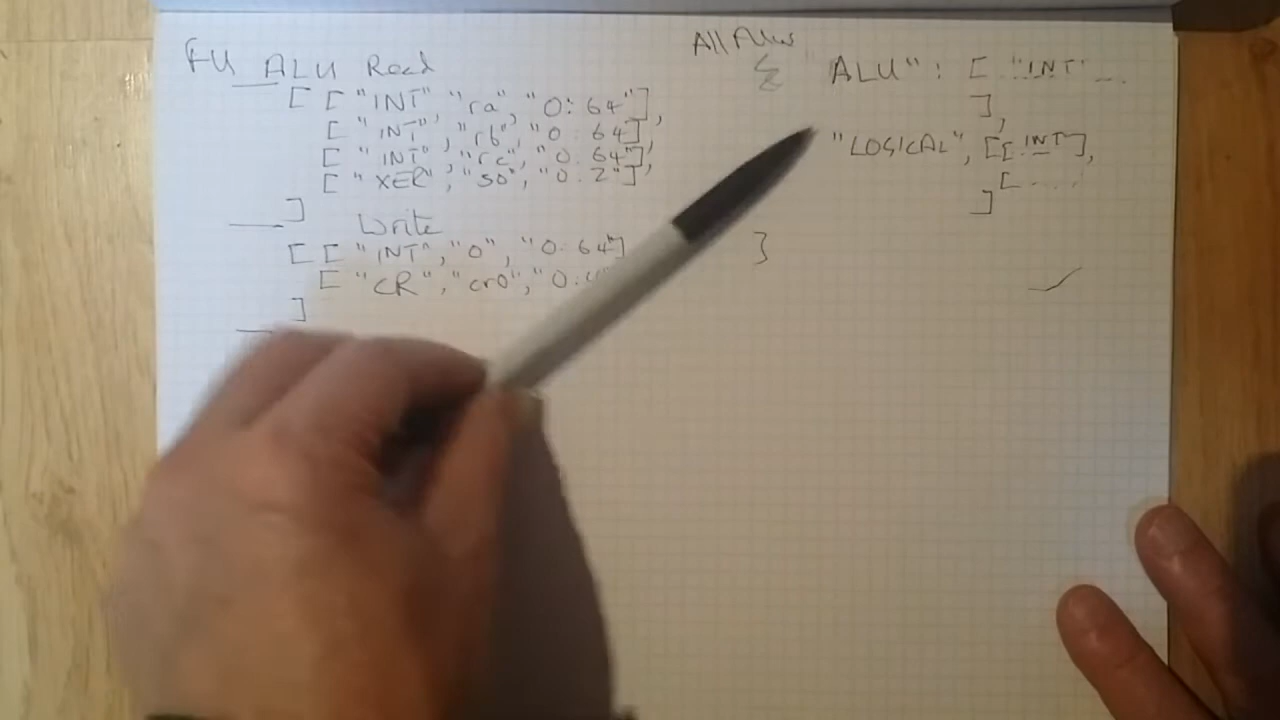 FU ALU Read
[ [ "INT", "ra", "0:64"],
[ "INT", "rb", "0:64"],
[ "INT", "rc", "0:64"],
[ "XER", "so", "0:2"]
]
Write
[ [ "INT", "o", "0:64"]
[ "CR", "cr0", "0:
]
All
{
ALU" : [ "INT" ...
],
"LOGICAL", [[ INT"],
[ ....
]
}